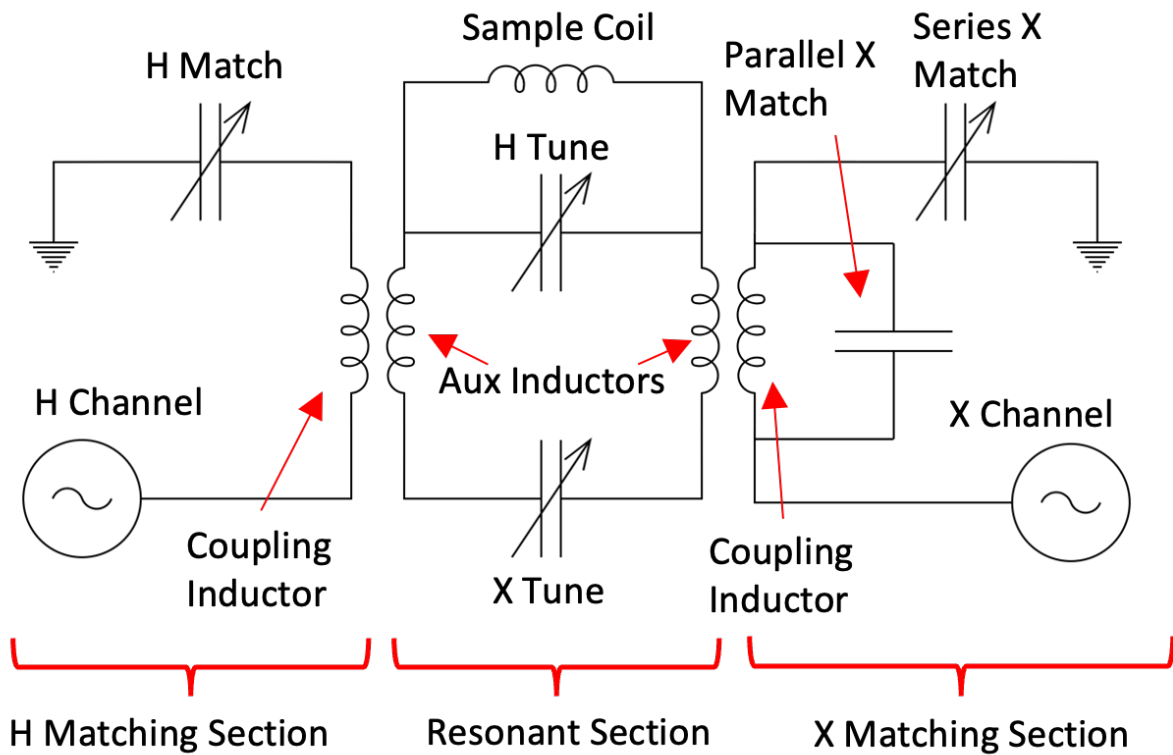 Sample Coil
H Match
Parallel X
Match
Series X
Match
H Tune
Aux Inductors
H Channel
X Channel
Coupling
Inductor
X Tune
Coupling
Inductor
H Matching Section
Resonant Section
X Matching Section